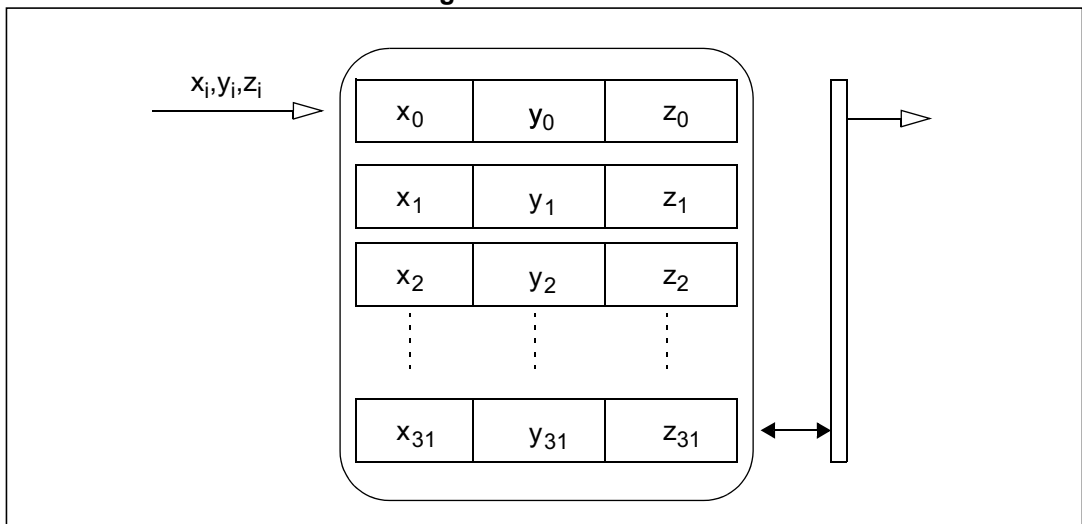 xᵢ,yᵢ,zᵢ
x₀ y₀ z₀
x₁ y₁ z₁
x₂ y₂ z₂
x₃₁ y₃₁ z₃₁